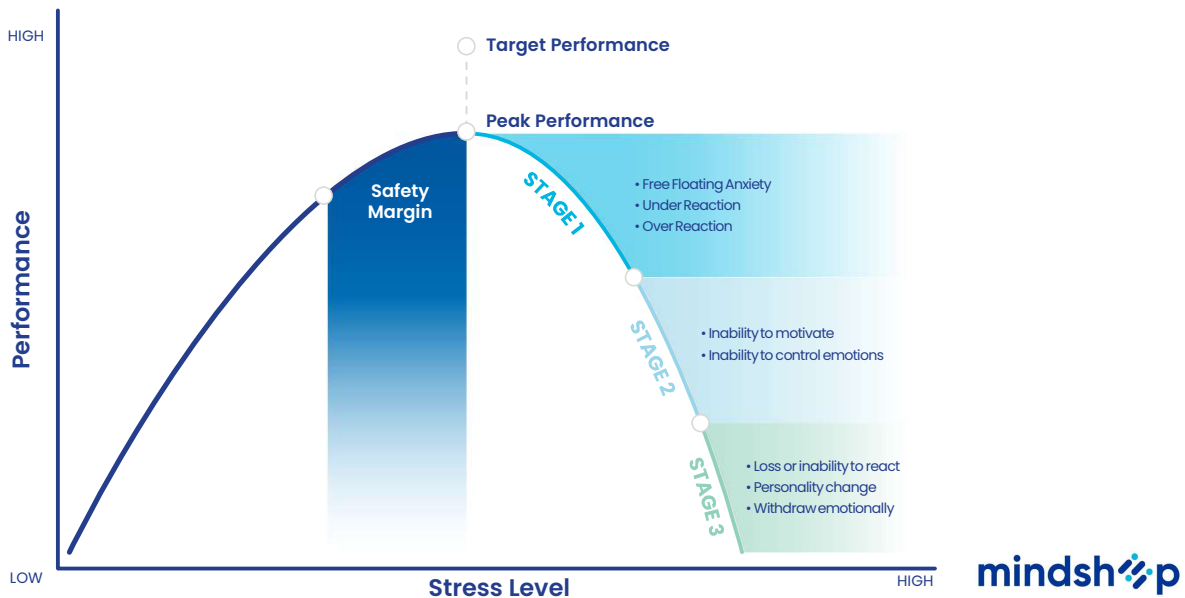 HIGH
Target Performance
Peak Performance
Safety
Margin
STAGE 1
• Free Floating Anxiety
• Under Reaction
• Over Reaction
Performance
STAGE 2
• Inability to motivate
• Inability to control emotions
STAGE 3
• Loss or inability to react
• Personality change
• Withdraw emotionally
LOW
Stress Level
HIGH
mindshop